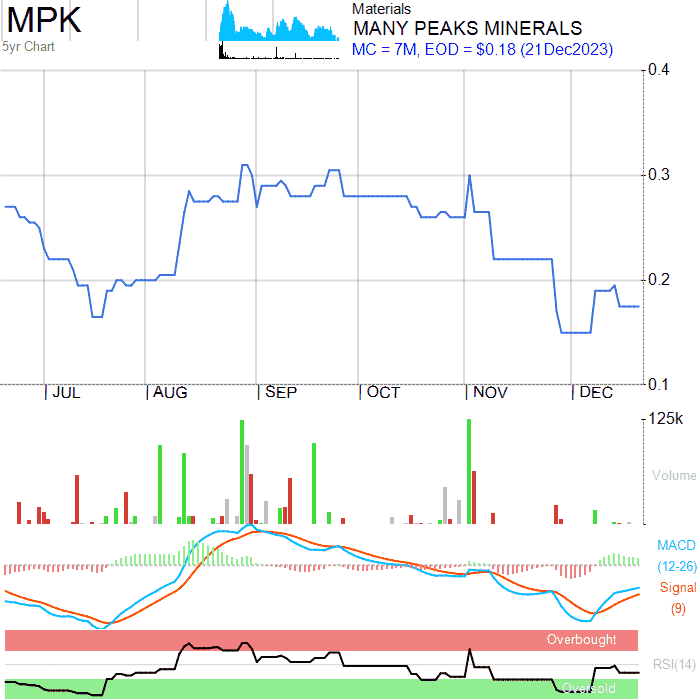 MPK
5yr Chart
Materials
MANY PEAKS MINERALS
MC = 7M, EOD = $0.18 (21Dec2023)
0.4
0.3
0.2
0.1
JUL AUG SEP OCT NOV DEC
125k
Volume
MACD
(12-26)
Signal
(9)
Overbought
RSI(14)
Oversold